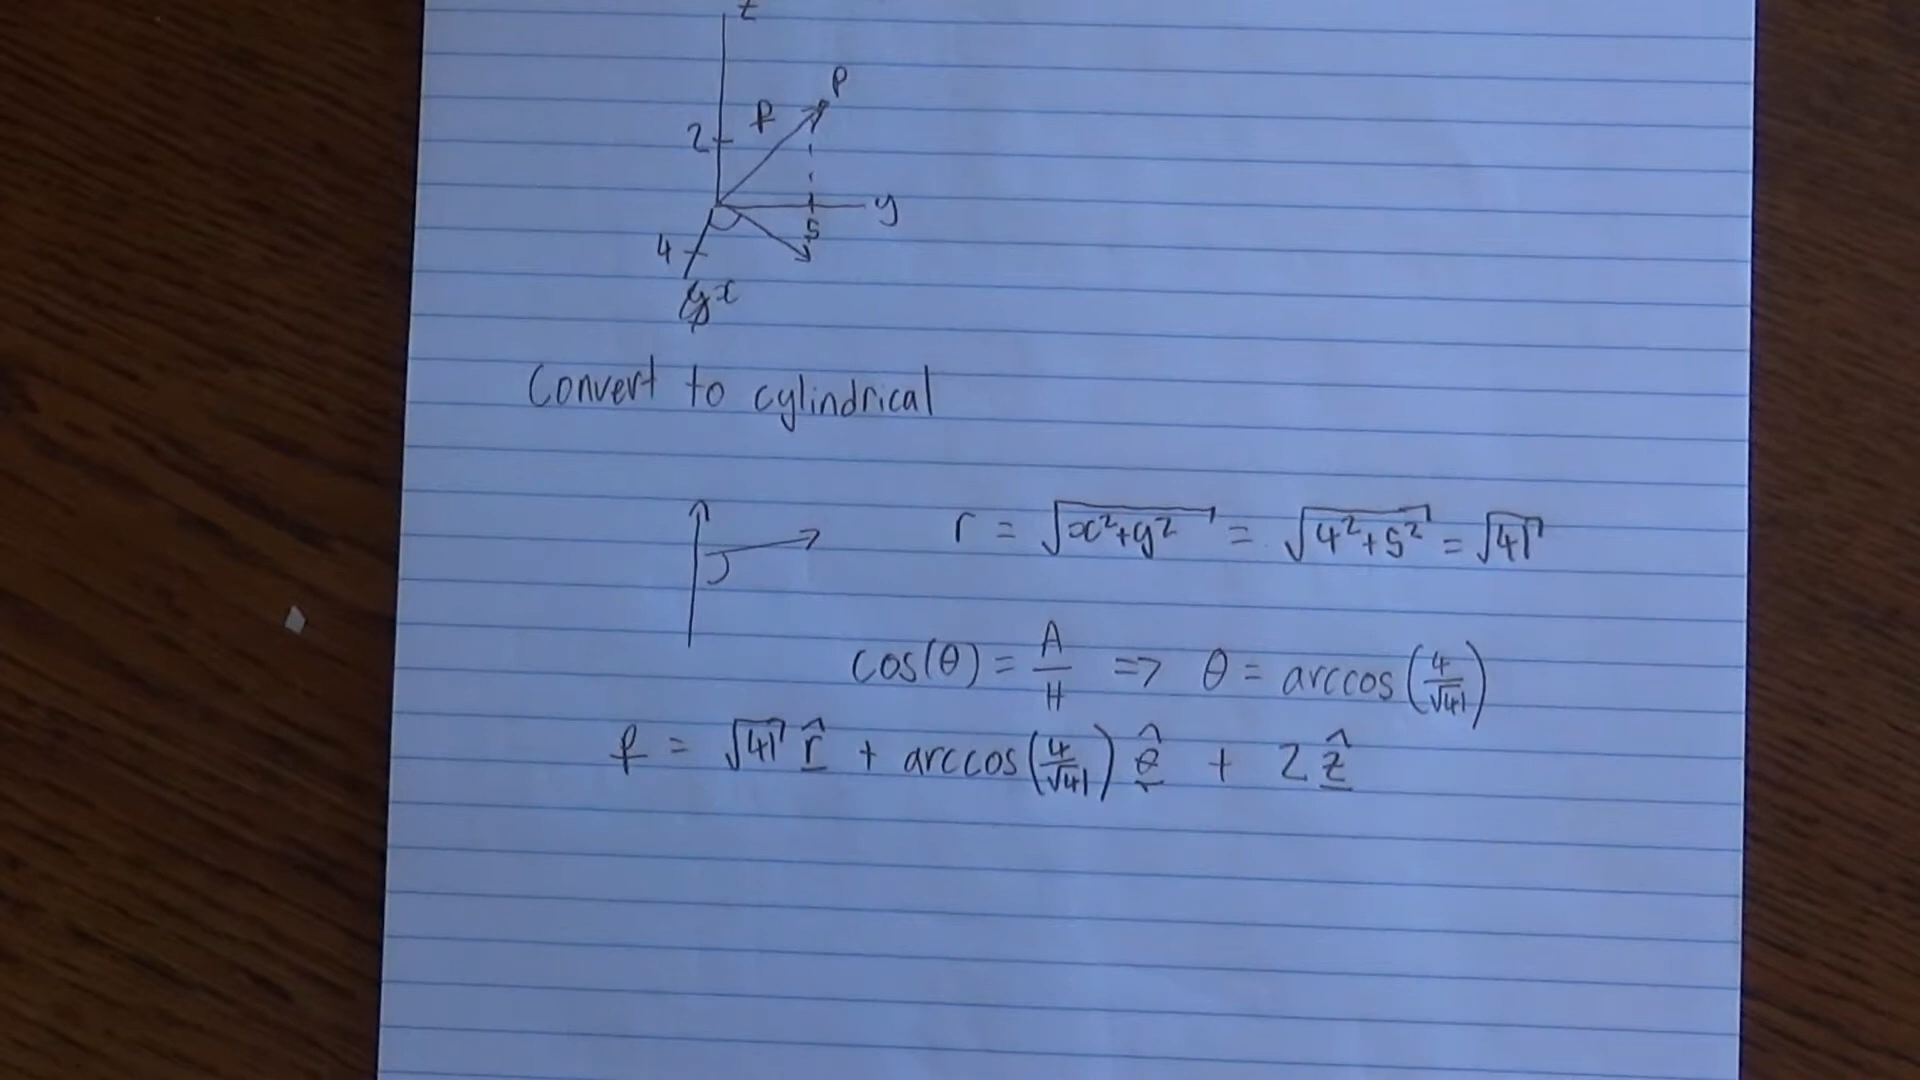 z
P
2
f
y
5
4
x
Convert to cylindrical
r = √(x²+y²) = √(4²+5²) = √41
cos(θ) = A/H => θ = arccos(4/√41)
f = √41 r̂ + arccos(4/√41) θ̂ + 2 ẑ